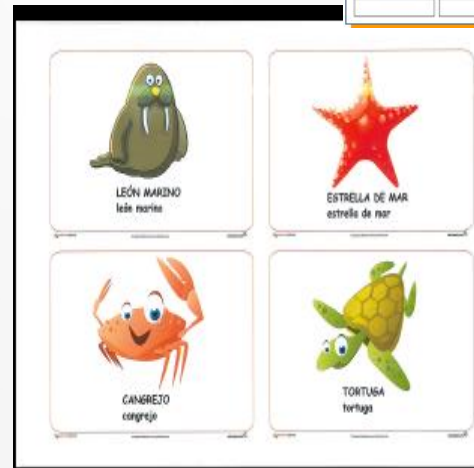 LEÓN MARINO
león marino
ESTRELLA DE MAR
estrella de mar
CANGREJO
cangrejo
TORTUGA
tortuga